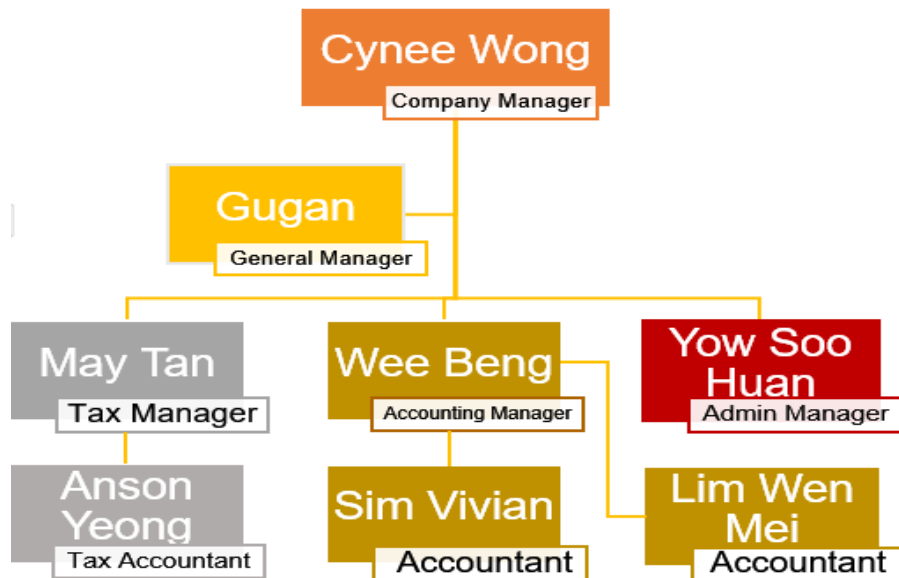 Cynee Wong
Company Manager
Gugan
General Manager
May Tan
Tax Manager
Wee Beng
Accounting Manager
Yow Soo
Huan
Admin Manager
Anson
Yeong
Tax Accountant
Sim Vivian
Accountant
Lim Wen
Mei
Accountant